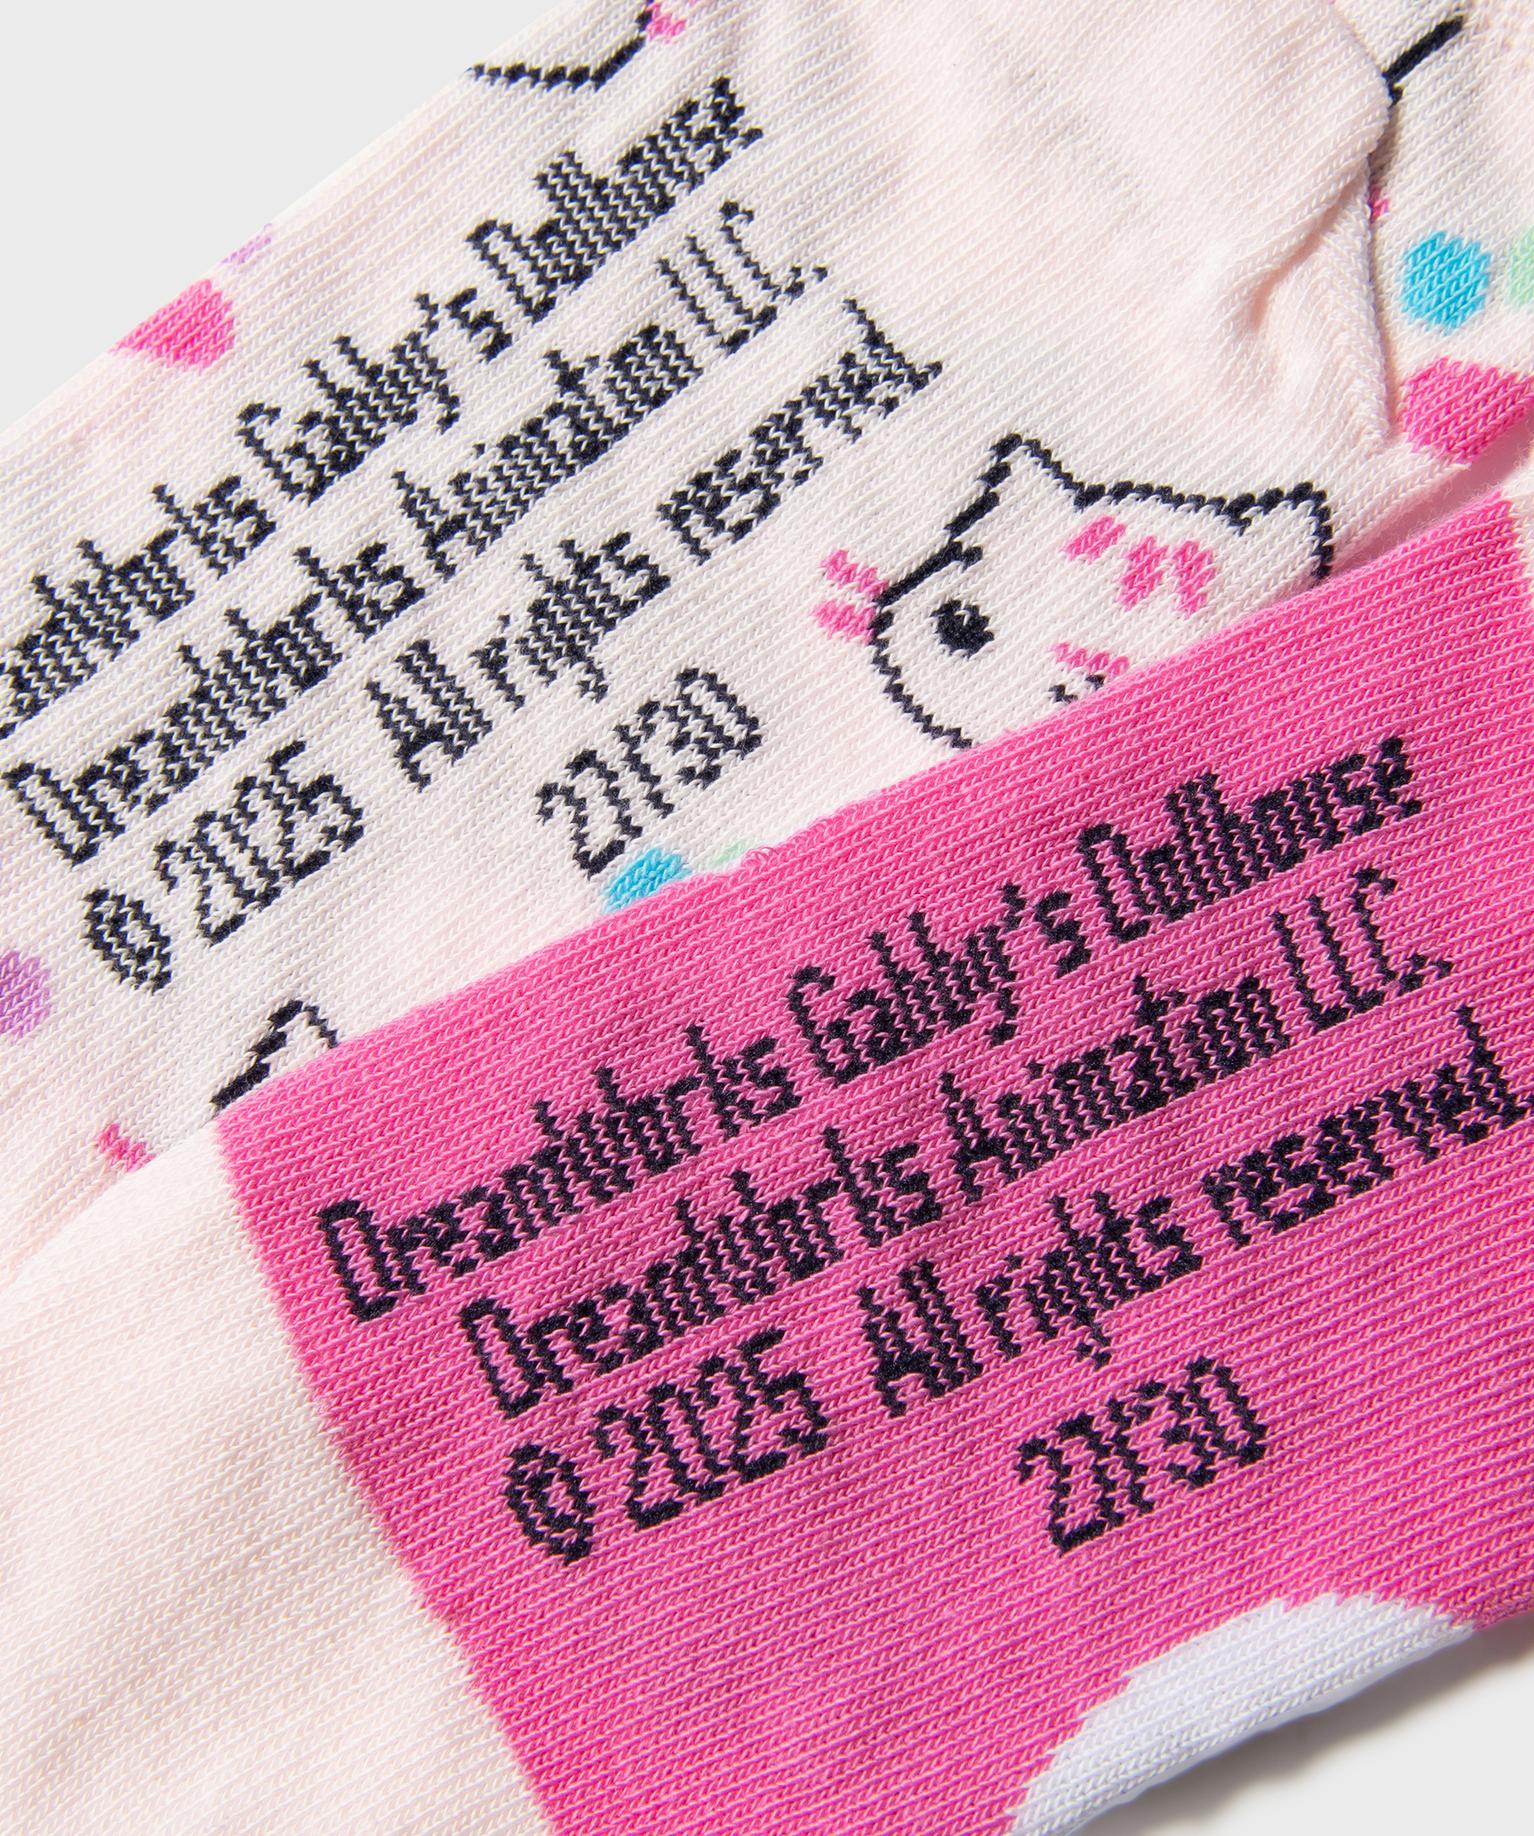 Dreamworks Gabby's Dollhouse
Dreamworks Animation LLC.
© 2025 All rights reserved.
27/30
Dreamworks Gabby's Dollhouse
Dreamworks Animation LLC.
© 2025 All rights reserved.
27/30